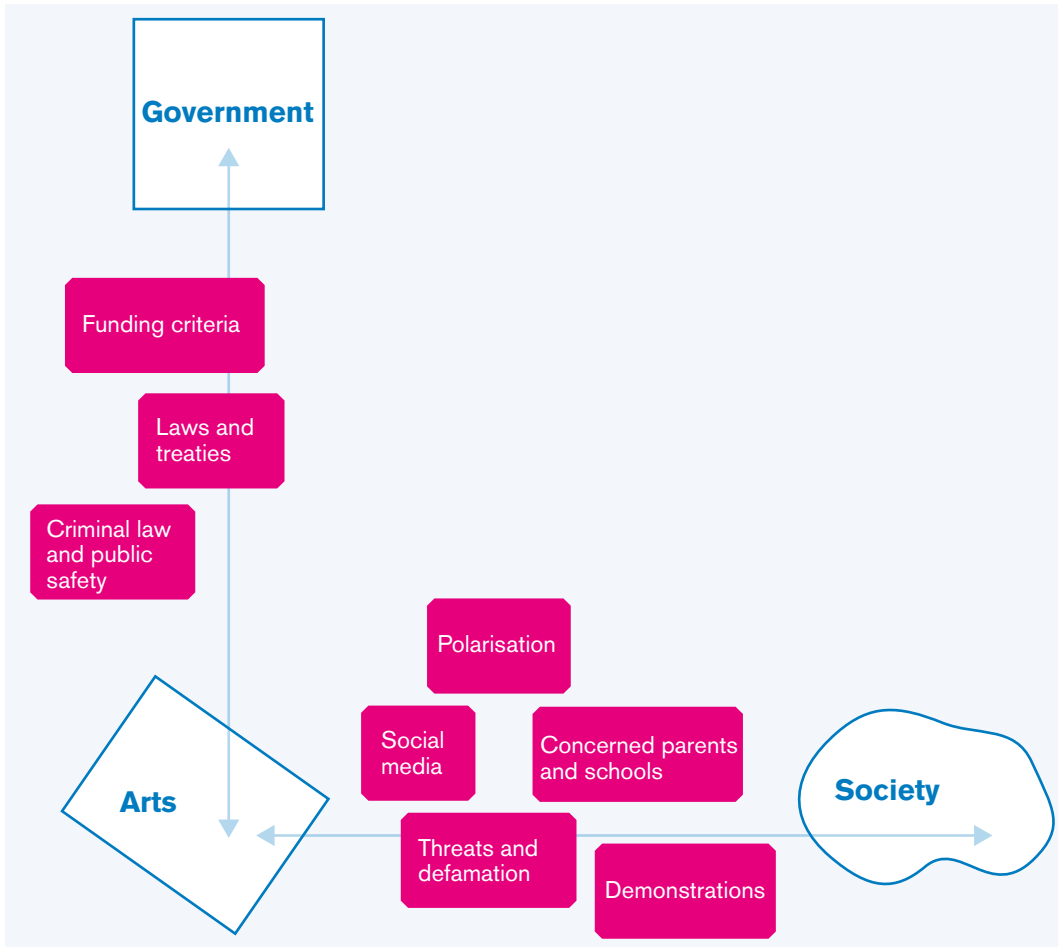 Government
Funding criteria
Laws and
treaties
Criminal law
and public
safety
Polarisation
Social
media
Concerned parents
and schools
Arts
Society
Threats and
defamation
Demonstrations